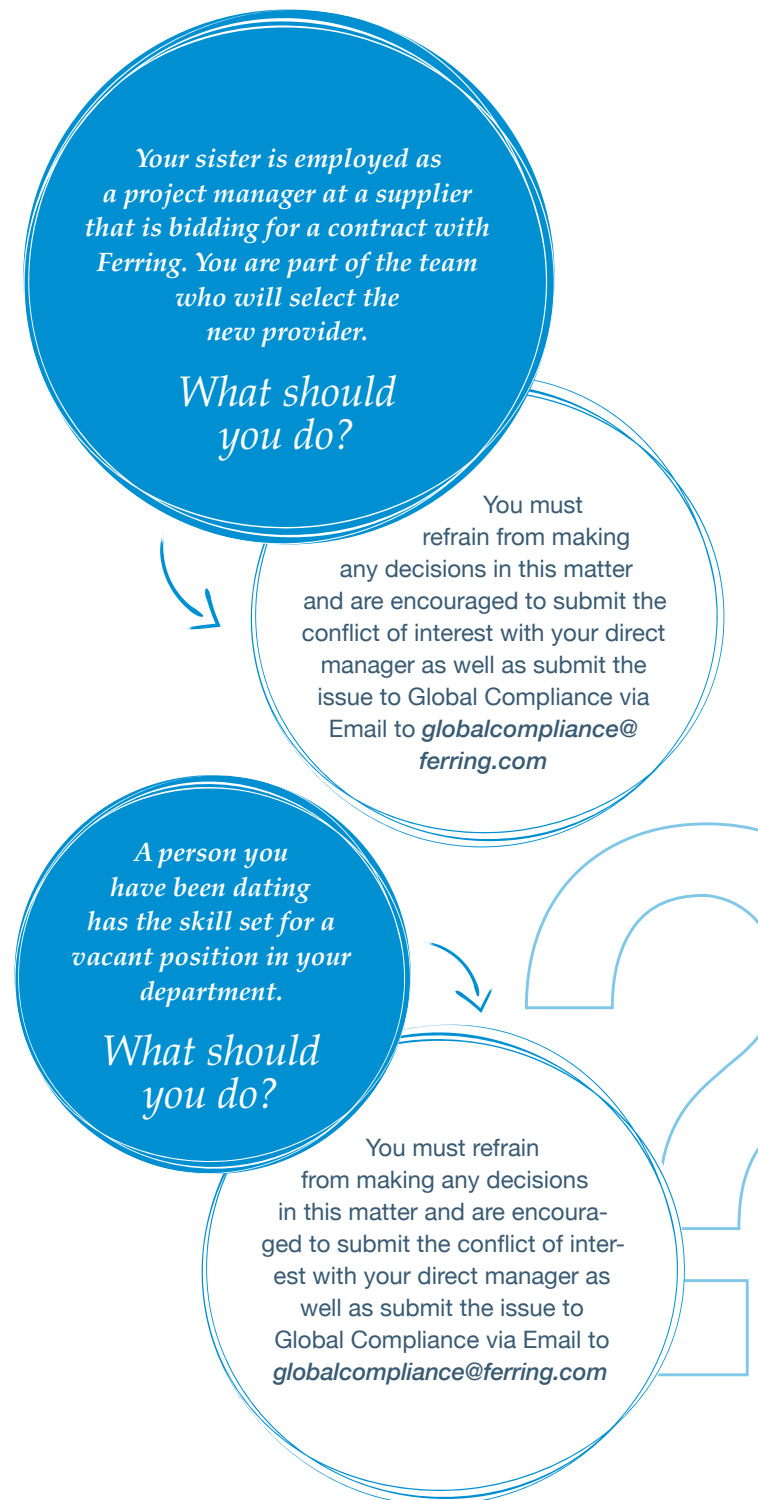 Your sister is employed as
a project manager at a supplier
that is bidding for a contract with
Ferring. You are part of the team
who will select the
new provider.
What should
you do?
You must
refrain from making
any decisions in this matter
and are encouraged to submit the
conflict of interest with your direct
manager as well as submit the
issue to Global Compliance via
Email to globalcompliance@
ferring.com
A person you
have been dating
has the skill set for a
vacant position in your
department.
What should
you do?
You must refrain
from making any decisions
in this matter and are encoura-
ged to submit the conflict of inter-
est with your direct manager as
well as submit the issue to
Global Compliance via Email to
globalcompliance@ferring.com
?